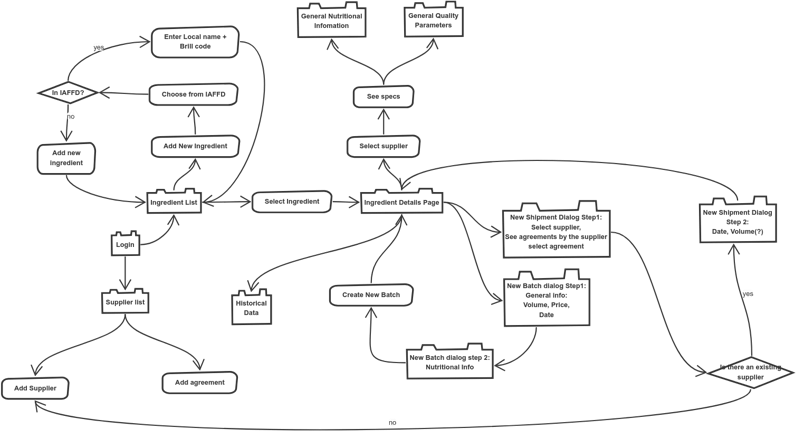 General Nutritional
Infomation
General Quality
Parameters
Enter Local name +
Brill code
yes
In IAFFD?
Choose from IAFFD
See specs
no
Add new
ingredient
Add New Ingredient
Select supplier
Ingredient List
Select Ingredient
Ingredient Details Page
New Shipment Dialog Step1:
Select supplier,
See agreements by the supplier
select agreement
New Shipment Dialog
Step 2:
Date, Volume(?)
Login
Supplier list
Historical
Data
Create New Batch
New Batch dialog Step1:
General info:
Volume, Price,
Date
yes
New Batch dialog step 2:
Nutritional Info
Is there an existing
supplier
Add Supplier
Add agreement
no